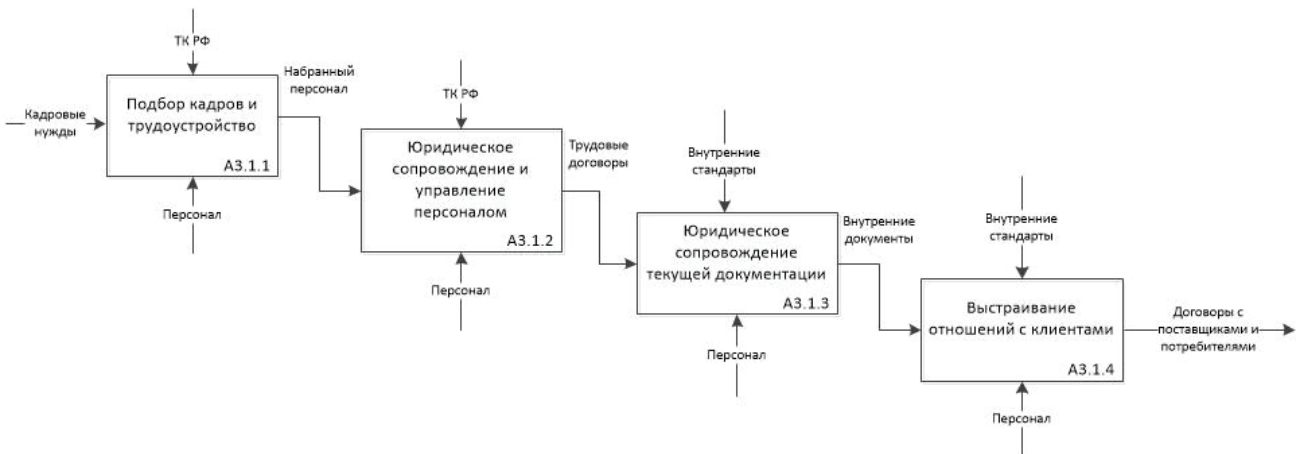 ТК РФ
Кадровые
нужды
Подбор кадров и
трудоустройство
А3.1.1
Персонал
Набранный
персонал
ТК РФ
Юридическое
сопровождение и
управление
персоналом
А3.1.2
Персонал
Трудовые
договоры
Внутренние
стандарты
Юридическое
сопровождение
текущей документации
А3.1.3
Персонал
Внутренние
документы
Внутренние
стандарты
Выстраивание
отношений с клиентами
А3.1.4
Персонал
Договоры с
поставщиками и
потребителями